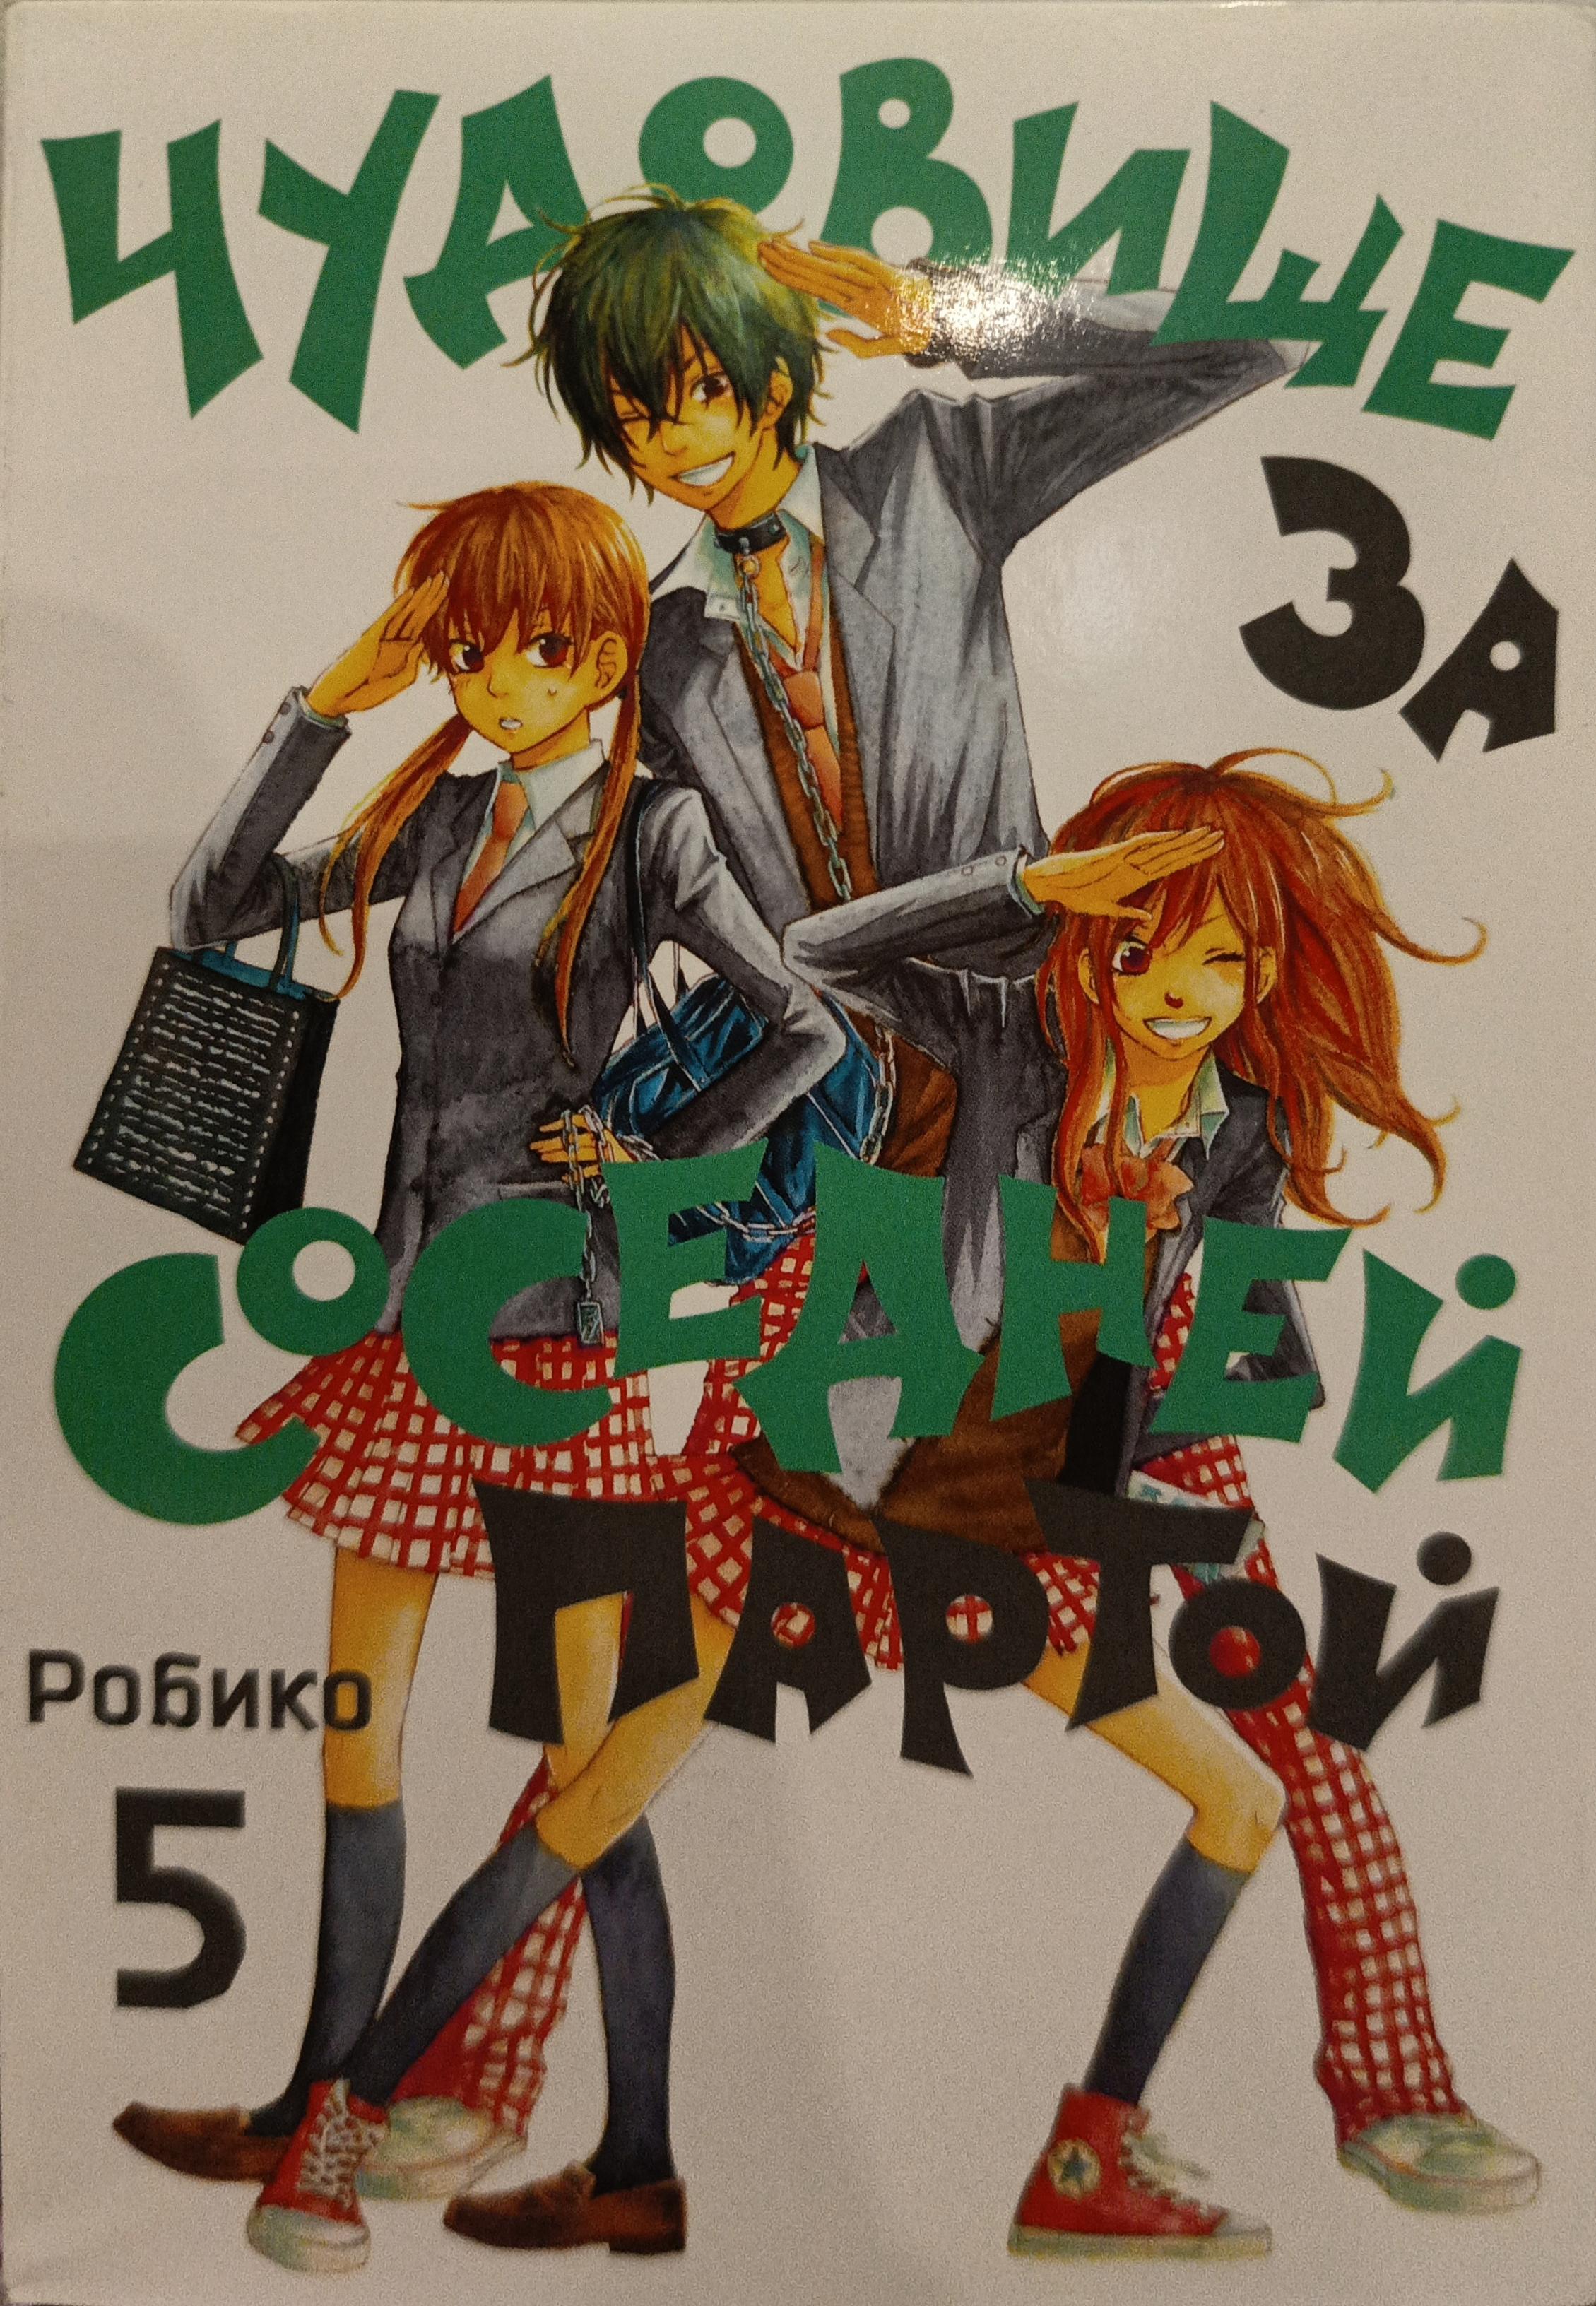 ЧУДОВИЩЕ
ЗА
СОСЕДНЕЙ
ПАРТОЙ
Робико
5